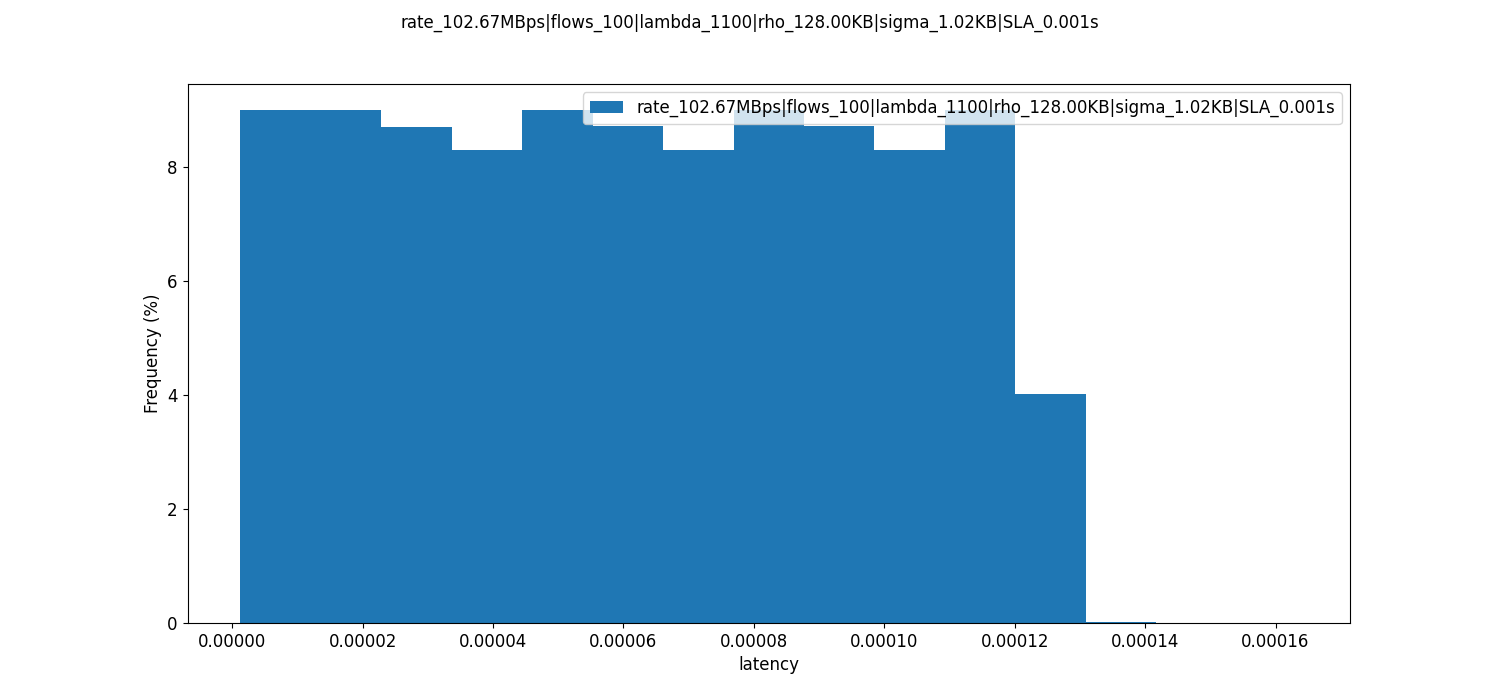 rate_102.67MBps|flows_100|lambda_1100|rho_128.00KB|sigma_1.02KB|SLA_0.001s
rate_102.67MBps|flows_100|lambda_1100|rho_128.00KB|sigma_1.02KB|SLA_0.001s
8
6
4
2
0
Frequency (%)
0.00000 0.00002 0.00004 0.00006 0.00008 0.00010 0.00012 0.00014 0.00016
latency